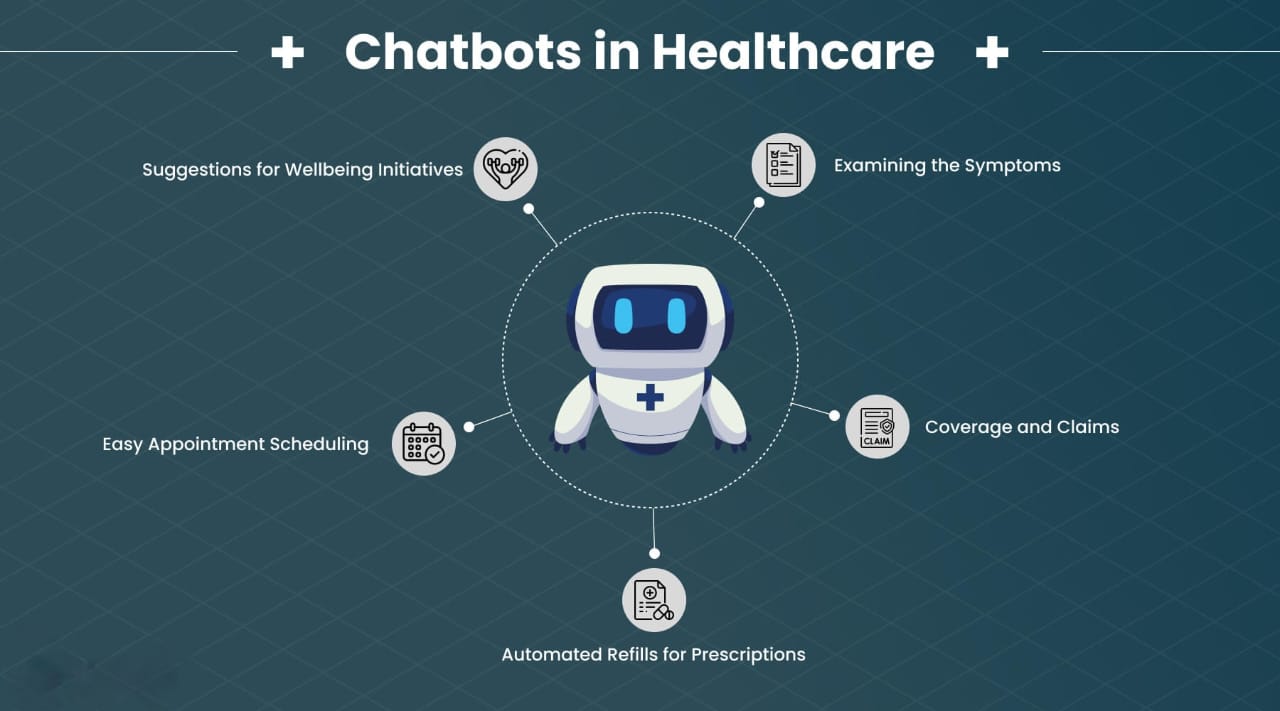 Chatbots in Healthcare
Suggestions for Wellbeing Initiatives
Examining the Symptoms
Easy Appointment Scheduling
CLAIM
Coverage and Claims
Automated Refills for Prescriptions